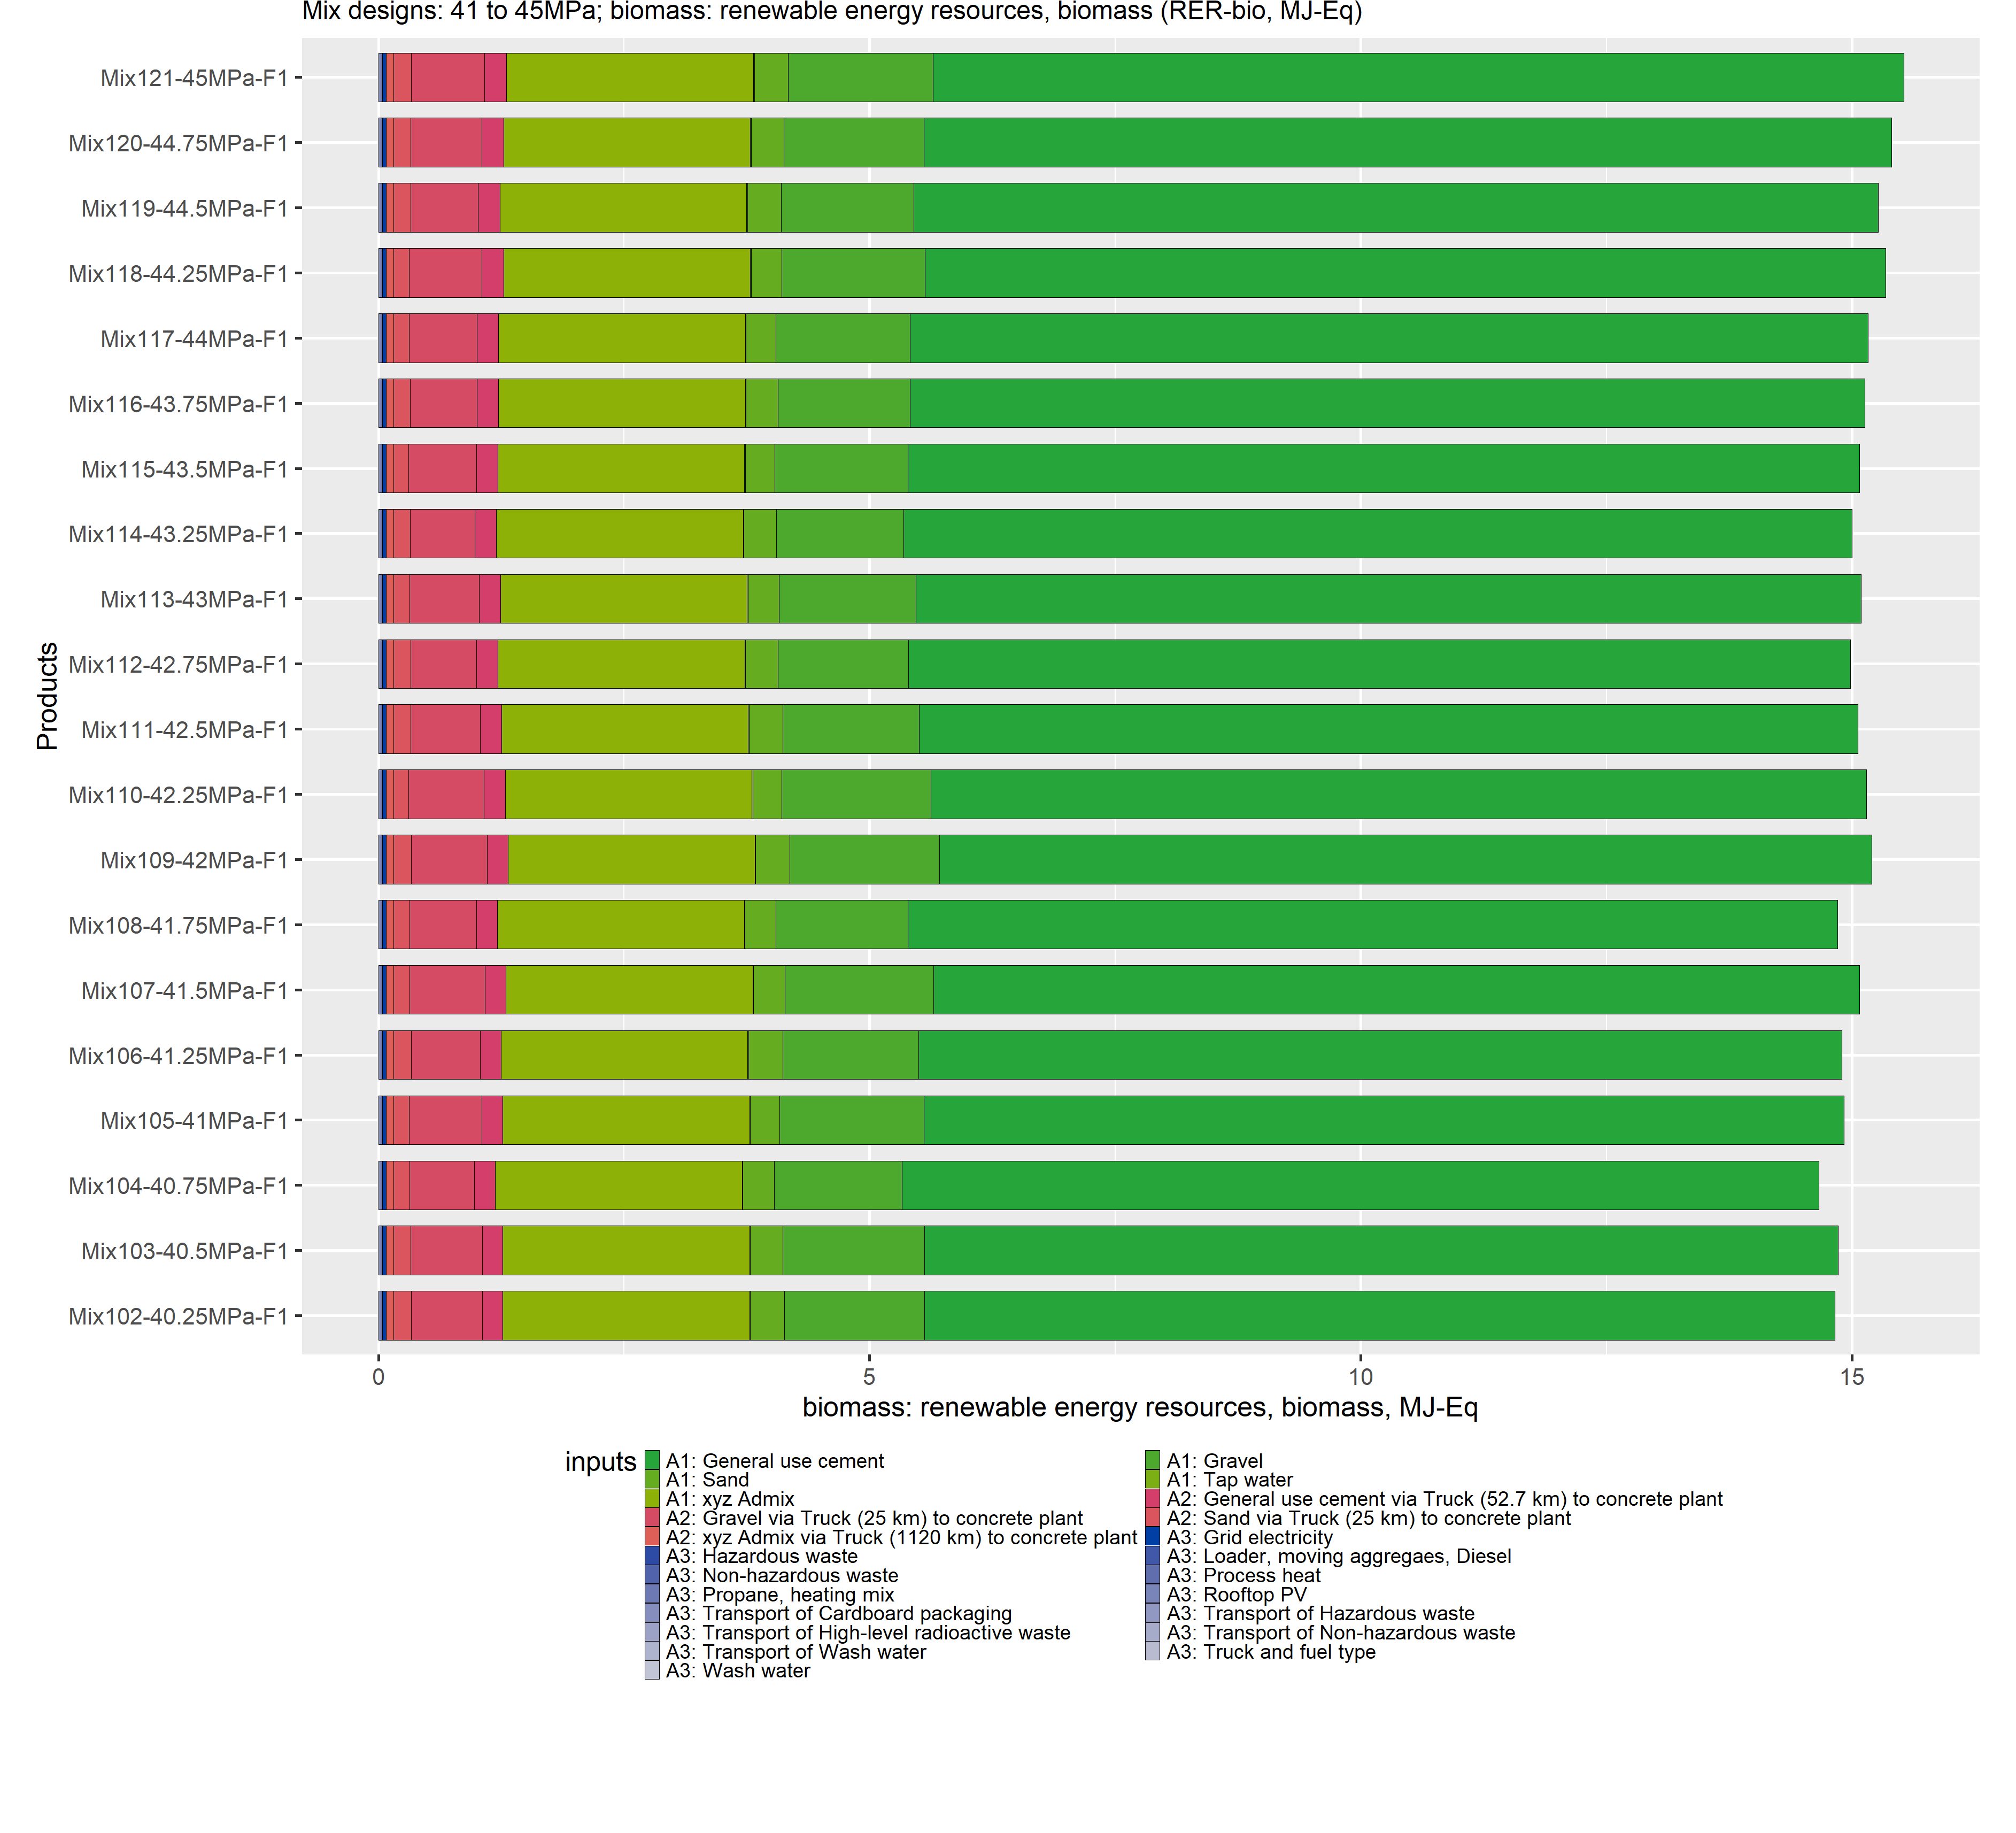 Mix designs: 41 to 45MPa; biomass: renewable energy resources, biomass (RER-bio, MJ-Eq)
Products
Mix121-45MPa-F1
Mix120-44.75MPa-F1
Mix119-44.5MPa-F1
Mix118-44.25MPa-F1
Mix117-44MPa-F1
Mix116-43.75MPa-F1
Mix115-43.5MPa-F1
Mix114-43.25MPa-F1
Mix113-43MPa-F1
Mix112-42.75MPa-F1
Mix111-42.5MPa-F1
Mix110-42.25MPa-F1
Mix109-42MPa-F1
Mix108-41.75MPa-F1
Mix107-41.5MPa-F1
Mix106-41.25MPa-F1
Mix105-41MPa-F1
Mix104-40.75MPa-F1
Mix103-40.5MPa-F1
Mix102-40.25MPa-F1
0 5 10 15
biomass: renewable energy resources, biomass, MJ-Eq
inputs
A1: General use cement
A1: Gravel
A1: Sand
A1: Tap water
A1: xyz Admix
A2: General use cement via Truck (52.7 km) to concrete plant
A2: Gravel via Truck (25 km) to concrete plant
A2: Sand via Truck (25 km) to concrete plant
A2: xyz Admix via Truck (1120 km) to concrete plant
A3: Grid electricity
A3: Hazardous waste
A3: Loader, moving aggregaes, Diesel
A3: Non-hazardous waste
A3: Process heat
A3: Propane, heating mix
A3: Rooftop PV
A3: Transport of Cardboard packaging
A3: Transport of Hazardous waste
A3: Transport of High-level radioactive waste
A3: Transport of Non-hazardous waste
A3: Transport of Wash water
A3: Truck and fuel type
A3: Wash water